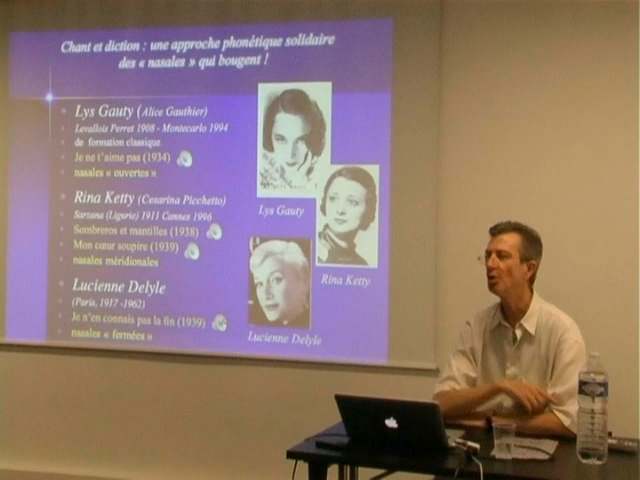 Chant et diction : une approche phonétique solidaire
des « nasales » qui bougent !
Lys Gauty (Alice Gauthier)
Levallois Perret 1908 - Montecarlo 1994
de formation classique
Je ne t'aime pas (1934)
nasales « ouvertes »
Rina Ketty (Cesarina Picchetto)
Sarzana (Ligurie) 1911 Cannes 1996
Sombreros et mantilles (1938)
Mon cœur soupire (1939)
nasales méridionales
Lucienne Delyle
(Paris, 1917 -1962)
Je n'en connais pas la fin (1939)
nasales « fermées »
Lys Gauty
Rina Ketty
Lucienne Delyle